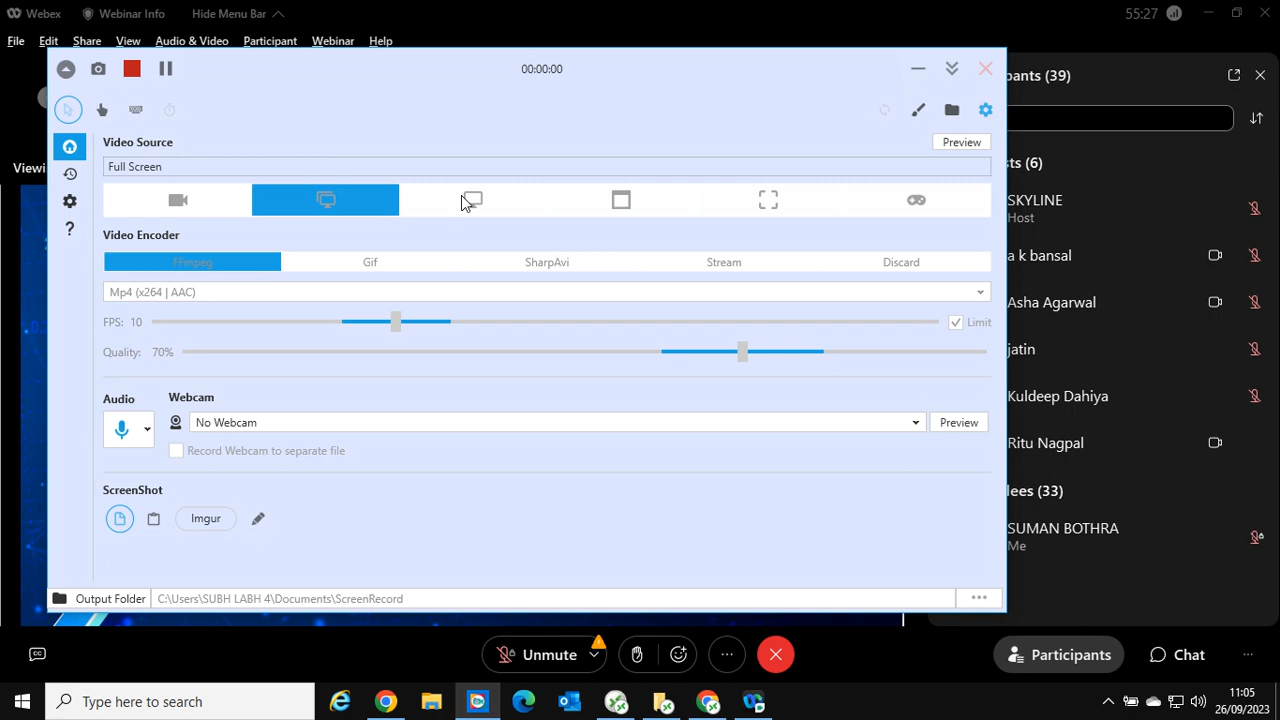 Webex Webinar Info Hide Menu Bar 55:27
File Edit Share View Audio & Video Participant Webinar Help
00:00:00
pants (39)
Video Source
Preview
Full Screen
Viewi
sts (6)
SKYLINE
Host
Video Encoder
a k bansal
FFmpeg Gif SharpAvi Stream Discard
Mp4 (x264 | AAC)
Asha Agarwal
FPS: 10
Limit
jatin
Quality: 70%
Audio
Webcam
Kuldeep Dahiya
No Webcam
Preview
Ritu Nagpal
Record Webcam to separate file
ScreenShot
lees (33)
Imgur
SUMAN BOTHRA
Me
Output Folder C:\Users\SUBH LABH 4\Documents\ScreenRecord
Unmute
Participants
Chat
Type here to search
11:05
26/09/2023